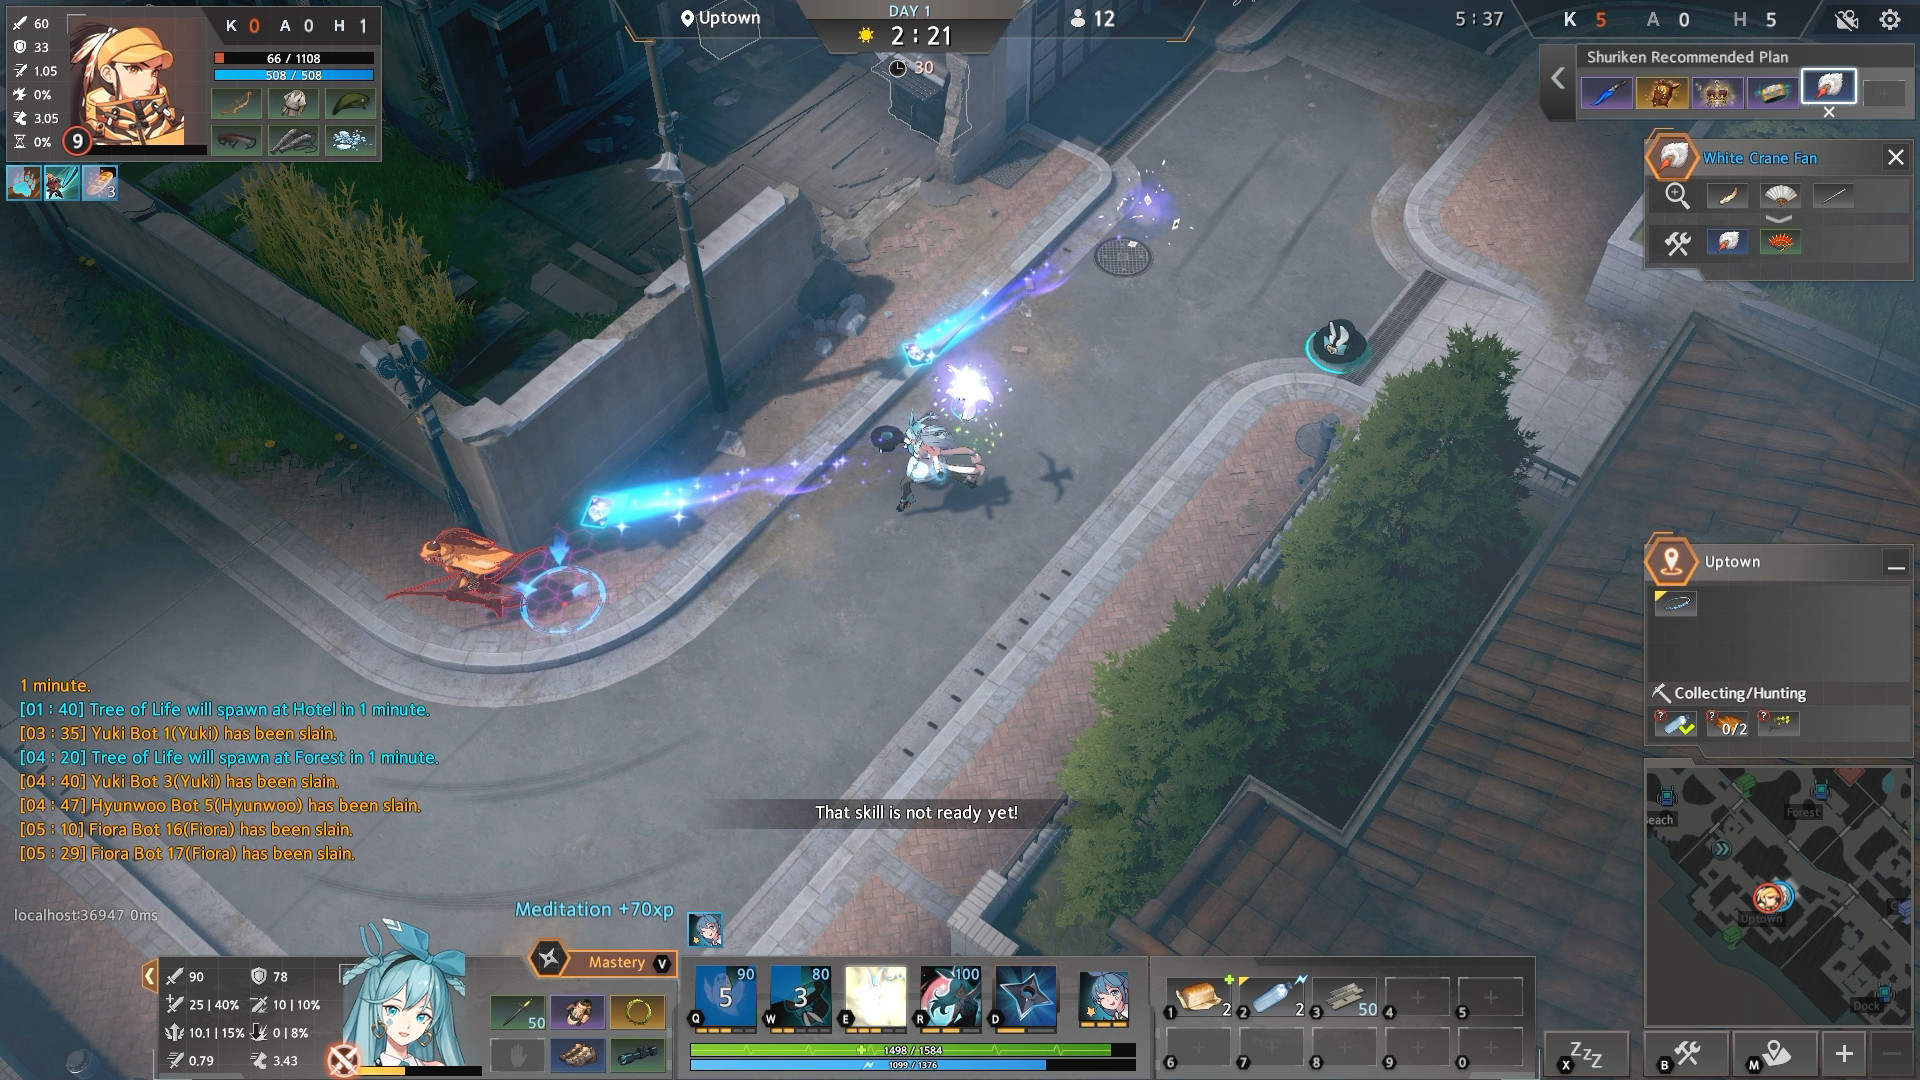 60
33
1.05
0%
3.05
0%
9
K 0 A 0 H 1
66 / 1108
508 / 508
3
Uptown
DAY 1
2 : 21
30
12
5 : 37
K 5 A 0 H 5
Shuriken Recommended Plan
White Crane Fan
Uptown
Collecting/Hunting
0/2
Beach
Forest
Uptown
Dock
1 minute.
[01 : 40] Tree of Life will spawn at Hotel in 1 minute.
[03 : 35] Yuki Bot 1(Yuki) has been slain.
[04 : 20] Tree of Life will spawn at Forest in 1 minute.
[04 : 40] Yuki Bot 3(Yuki) has been slain.
[04 : 47] Hyunwoo Bot 5(Hyunwoo) has been slain.
[05 : 10] Fiora Bot 16(Fiora) has been slain.
[05 : 29] Fiora Bot 17(Fiora) has been slain.
That skill is not ready yet!
localhost:36947 0ms
Meditation +70xp
Mastery V
90 78
25 | 40% 10 | 10%
10.1 | 15% 0 | 8%
0.79 3.43
50
90 80 100
5 3
Q W E R D
1498 / 1584
1099 / 1376
2 2 50
1 2 3 4 5
6 7 8 9 0
ZZZ
X B M